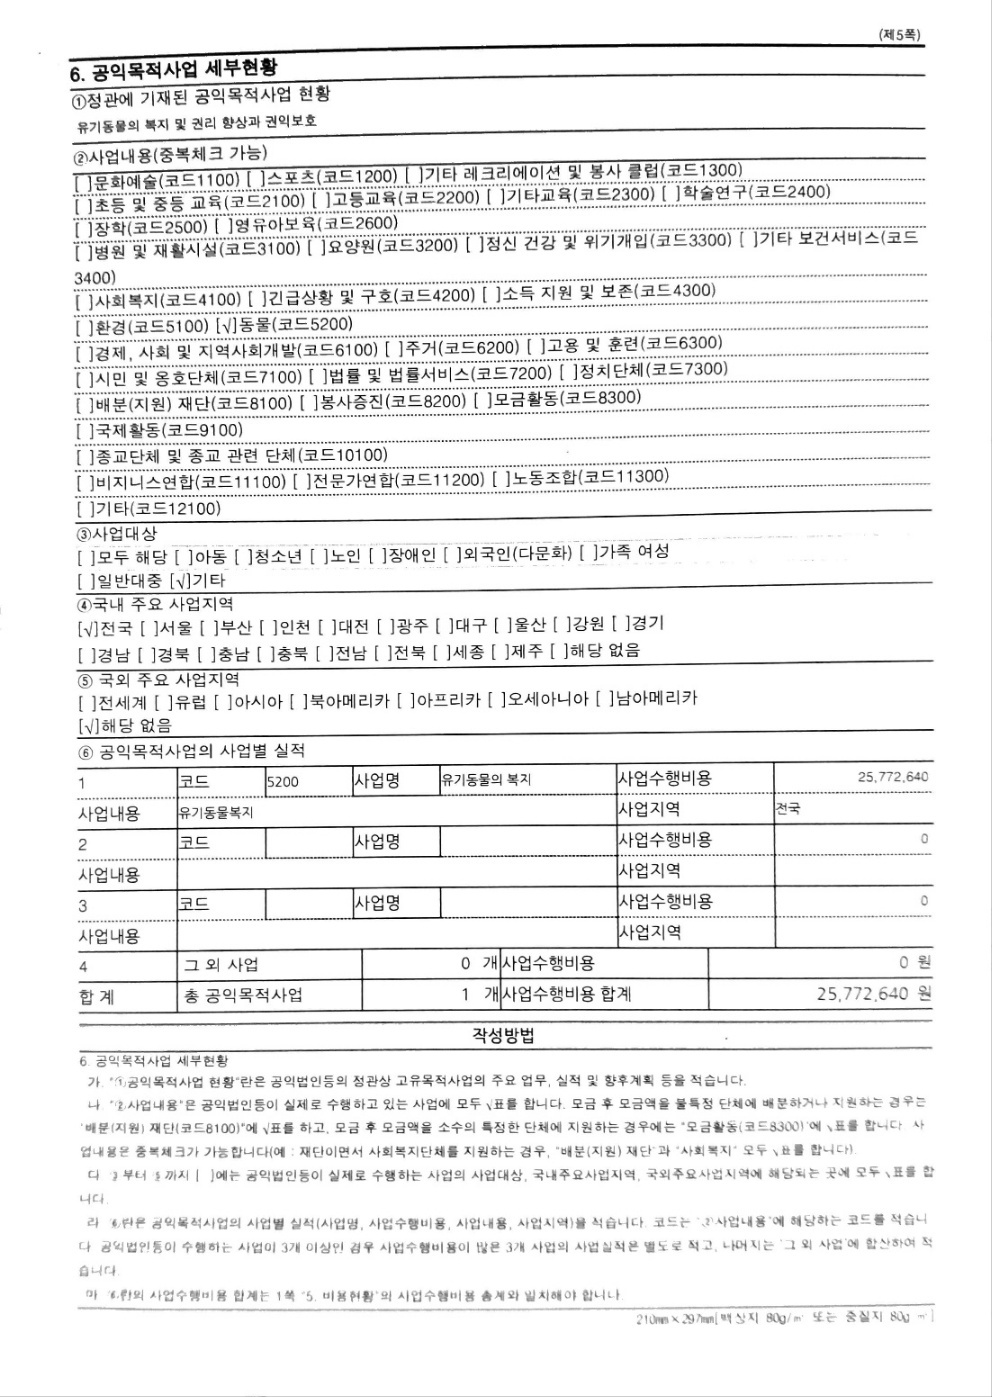 (제5쪽)
6. 공익목적사업 세부현황
①정관에 기재된 공익목적사업 현황
유기동물의 복지 및 권리 향상과 권익보호
②사업내용(중복체크 가능)
[ ]문화예술(코드1100) [ ]스포츠(코드1200) [ ]기타 레크리에이션 및 봉사 클럽(코드1300)
[ ]초등 및 중등 교육(코드2100) [ ]고등교육(코드2200) [ ]기타교육(코드2300) [ ]학술연구(코드2400)
[ ]장학(코드2500) [ ]영유아보육(코드2600)
[ ]병원 및 재활시설(코드3100) [ ]요양원(코드3200) [ ]정신 건강 및 위기개입(코드3300) [ ]기타 보건서비스(코드
3400)
[ ]사회복지(코드4100) [ ]긴급상황 및 구호(코드4200) [ ]소득 지원 및 보존(코드4300)
[ ]환경(코드5100) [√]동물(코드5200)
[ ]경제, 사회 및 지역사회개발(코드6100) [ ]주거(코드6200) [ ]고용 및 훈련(코드6300)
[ ]시민 및 옹호단체(코드7100) [ ]법률 및 법률서비스(코드7200) [ ]정치단체(코드7300)
[ ]배분(지원) 재단(코드8100) [ ]봉사증진(코드8200) [ ]모금활동(코드8300)
[ ]국제활동(코드9100)
[ ]종교단체 및 종교 관련 단체(코드10100)
[ ]비지니스연합(코드11100) [ ]전문가연합(코드11200) [ ]노동조합(코드11300)
[ ]기타(코드12100)
③사업대상
[ ]모두 해당 [ ]아동 [ ]청소년 [ ]노인 [ ]장애인 [ ]외국인(다문화) [ ]가족 여성
[ ]일반대중 [√]기타
④국내 주요 사업지역
[√]전국 [ ]서울 [ ]부산 [ ]인천 [ ]대전 [ ]광주 [ ]대구 [ ]울산 [ ]강원 [ ]경기
[ ]경남 [ ]경북 [ ]충남 [ ]충북 [ ]전남 [ ]전북 [ ]세종 [ ]제주 [ ]해당 없음
⑤ 국외 주요 사업지역
[ ]전세계 [ ]유럽 [ ]아시아 [ ]북아메리카 [ ]아프리카 [ ]오세아니아 [ ]남아메리카
[√]해당 없음
⑥ 공익목적사업의 사업별 실적
1 코드 5200 사업명 유기동물의 복지 사업수행비용 25,772,640
사업내용 유기동물복지 사업지역 전국
2 코드 사업명 사업수행비용 0
사업내용 사업지역
3 코드 사업명 사업수행비용 0
사업내용 사업지역
4 그 외 사업 0 개 사업수행비용 0 원
합 계 총 공익목적사업 1 개 사업수행비용 합계 25,772,640 원
작성방법
6. 공익목적사업 세부현황
가. "①공익목적사업 현황"란은 공익법인등의 정관상 고유목적사업의 주요 업무, 실적 및 향후계획 등을 적습니다.
나. "②사업내용"은 공익법인등이 실제로 수행하고 있는 사업에 모두 √표를 합니다. 모금 후 모금액을 불특정 단체에 배분하거나 지원하는 경우는
"배분(지원) 재단(코드8100)"에 √표를 하고, 모금 후 모금액을 소수의 특정한 단체에 지원하는 경우에는 "모금활동(코드8300)"에 √표를 합니다. 사
업내용은 중복체크가 가능합니다(예 : 재단이면서 사회복지단체를 지원하는 경우, "배분(지원) 재단"과 "사회복지" 모두 √표를 합니다).
다. ③부터 ⑤까지 [ ]에는 공익법인등이 실제로 수행하는 사업의 사업대상, 국내주요사업지역, 국외주요사업지역에 해당되는 곳에 모두 √표를 합
니다.
라. ⑥란은 공익목적사업의 사업별 실적(사업명, 사업수행비용, 사업내용, 사업지역)을 적습니다. 코드는 "②사업내용"에 해당하는 코드를 적습니
다. 공익법인등이 수행하는 사업이 3개 이상인 경우 사업수행비용이 많은 3개 사업의 사업실적은 별도로 적고, 나머지는 "그 외 사업"에 합산하여 적
습니다.
마. ⑥란의 사업수행비용 합계는 1쪽 "5. 비용현황"의 사업수행비용 총계와 일치해야 합니다.
210㎜×297㎜[백상지 80g/㎡ 또는 중질지 80g/㎡]